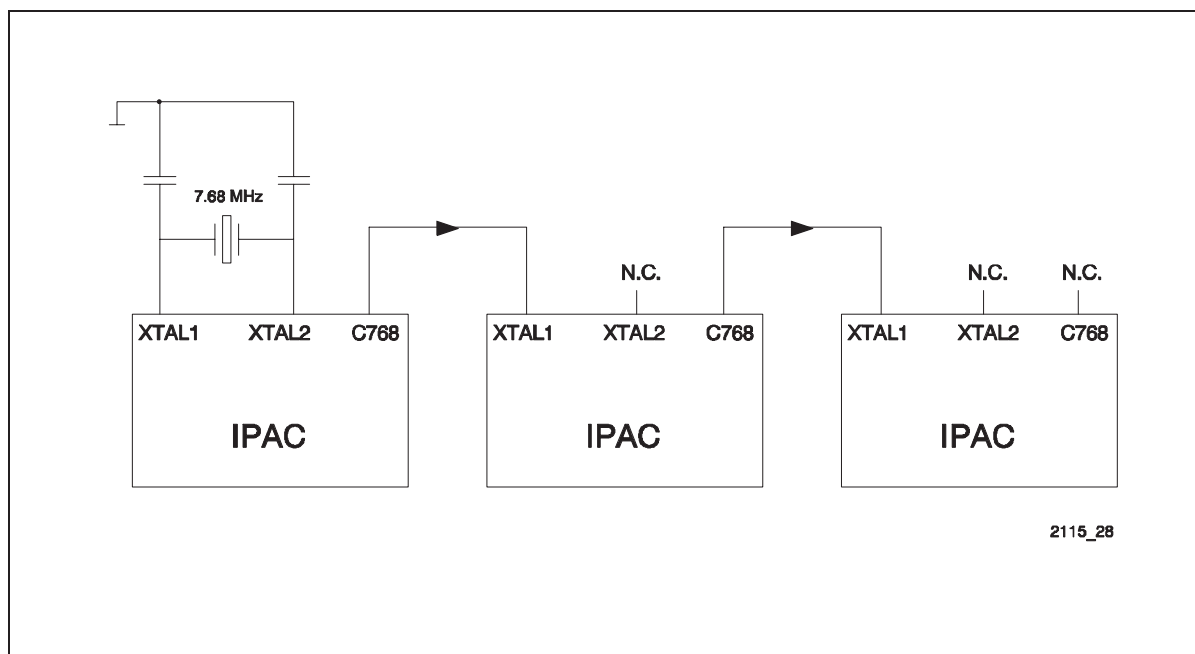 7.68 MHz
N.C.
N.C. N.C.
XTAL1 XTAL2 C768
XTAL1 XTAL2 C768
XTAL1 XTAL2 C768
IPAC
IPAC
IPAC
2115_28